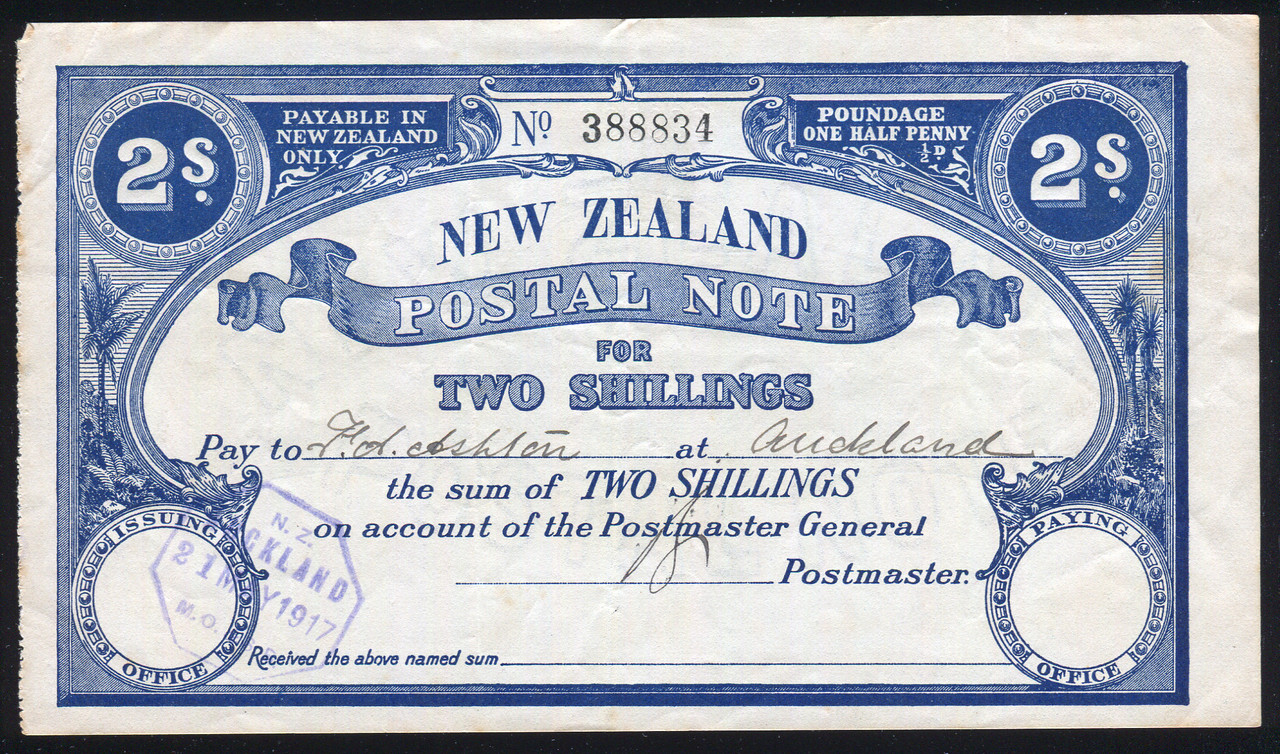 PAYABLE IN
NEW ZEALAND
ONLY.
2s.
Nº 388834
POUNDAGE
ONE HALF PENNY
½D
2s.
NEW ZEALAND
POSTAL NOTE
FOR
TWO SHILLINGS
Pay to F. A. Ashton at Auckland
the sum of TWO SHILLINGS
on account of the Postmaster General
Postmaster.
ISSUING
OFFICE
N.Z.
CKLAND
21 M Y 1917
M.O.
PAYING
OFFICE
Received the above named sum